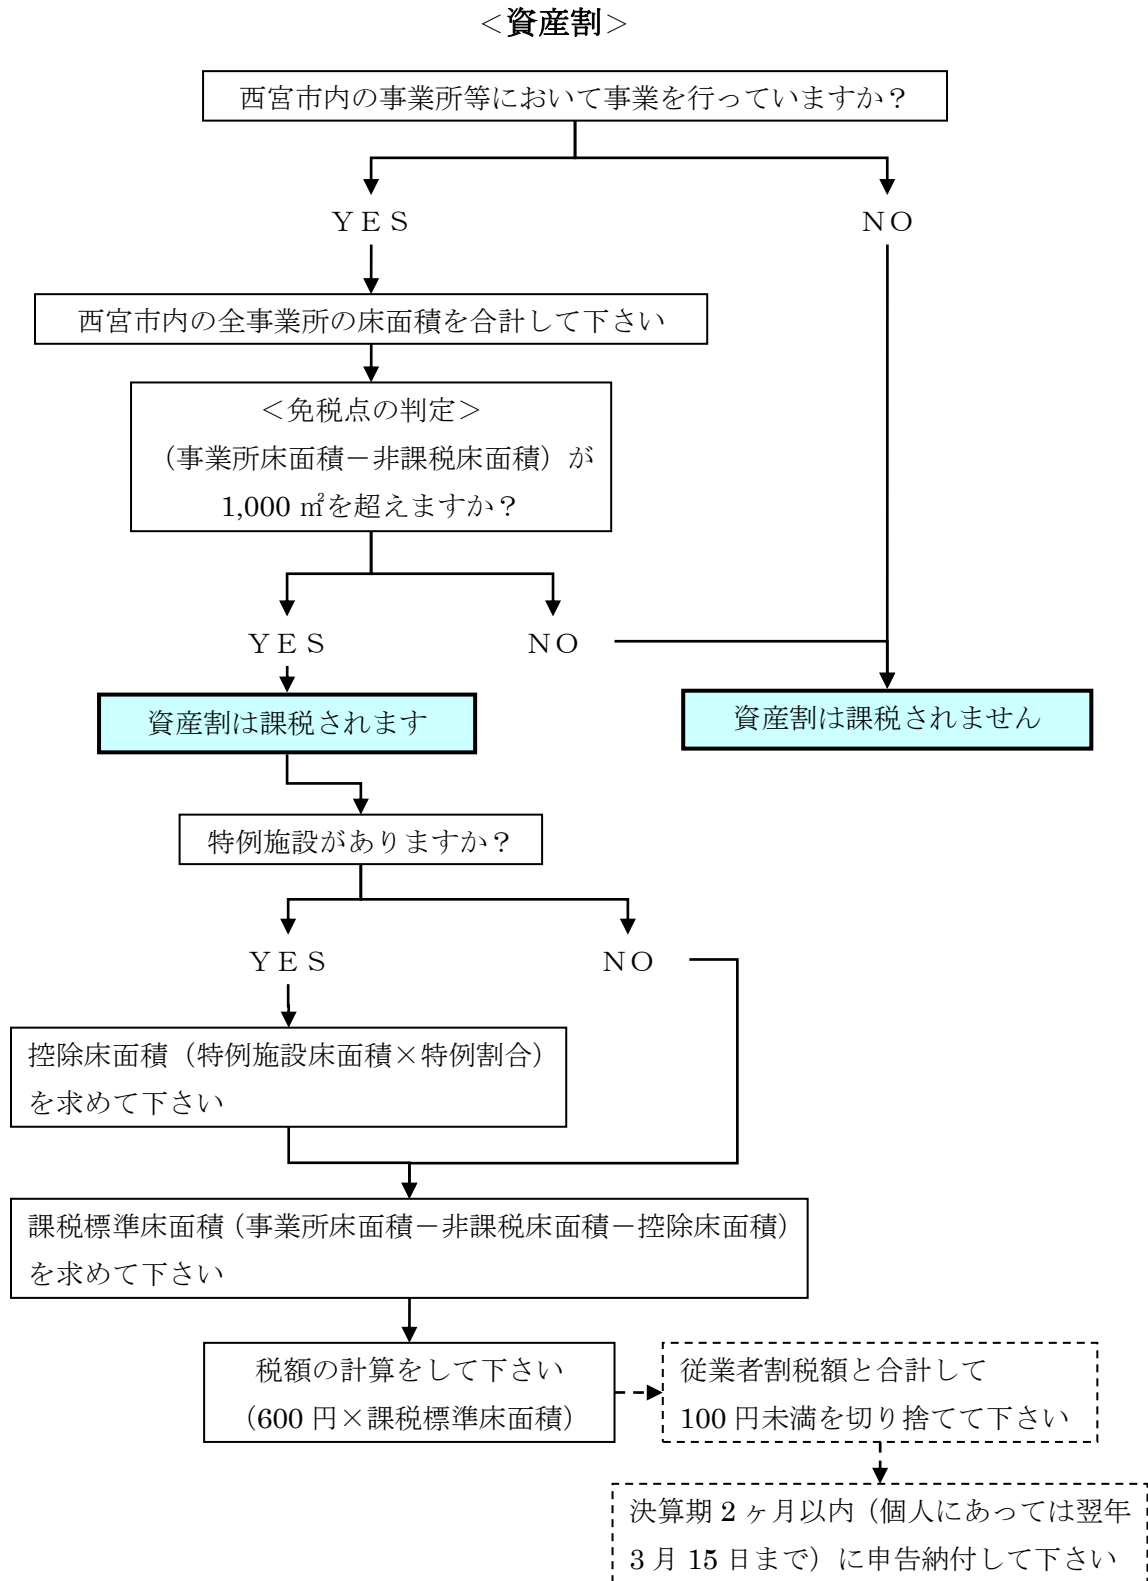 ＜資産割＞
西宮市内の事業所等において事業を行っていますか？
ＹＥＳ
ＮＯ
西宮市内の全事業所の床面積を合計して下さい
＜免税点の判定＞
（事業所床面積－非課税床面積）が
1,000 ㎡を超えますか？
ＹＥＳ
ＮＯ
資産割は課税されます
資産割は課税されません
特例施設がありますか？
ＹＥＳ
ＮＯ
控除床面積（特例施設床面積×特例割合）
を求めて下さい
課税標準床面積（事業所床面積－非課税床面積－控除床面積）
を求めて下さい
税額の計算をして下さい
（600 円×課税標準床面積）
従業者割税額と合計して
100 円未満を切り捨てて下さい
決算期 2 ヶ月以内（個人にあっては翌年
3 月 15 日まで）に申告納付して下さい